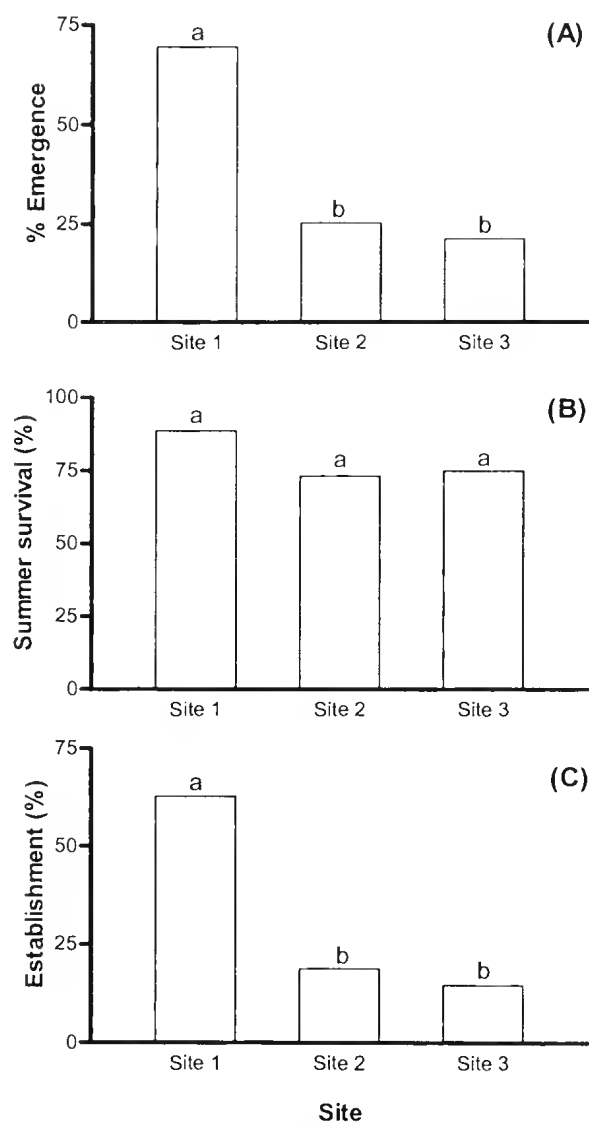 (A)
% Emergence
75
50
25
0
a
b
b
Site 1 Site 2 Site 3
(B)
Summer survival (%)
100
75
50
25
0
a
a
a
Site 1 Site 2 Site 3
(C)
Establishment (%)
75
50
25
0
a
b
b
Site 1 Site 2 Site 3
Site